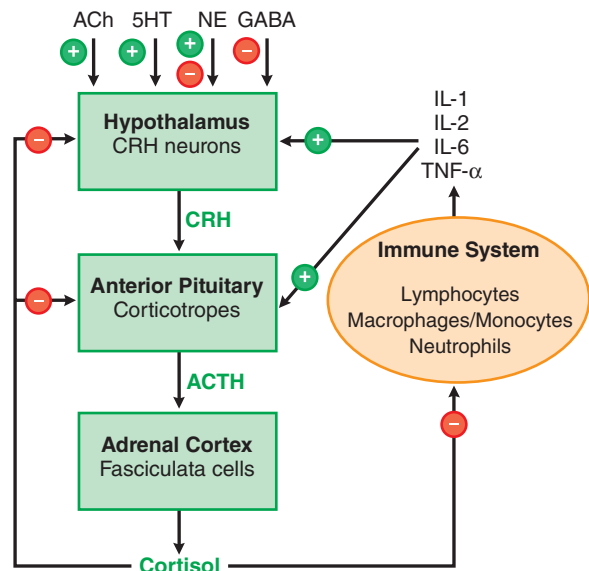 ACh 5HT NE GABA
+ + + − −
Hypothalamus
CRH neurons
− +
IL-1
IL-2
IL-6
TNF-α
CRH
Immune System
Lymphocytes
Macrophages/Monocytes
Neutrophils
+
Anterior Pituitary
Corticotropes
−
ACTH
Adrenal Cortex
Fasciculata cells
−
Cortisol